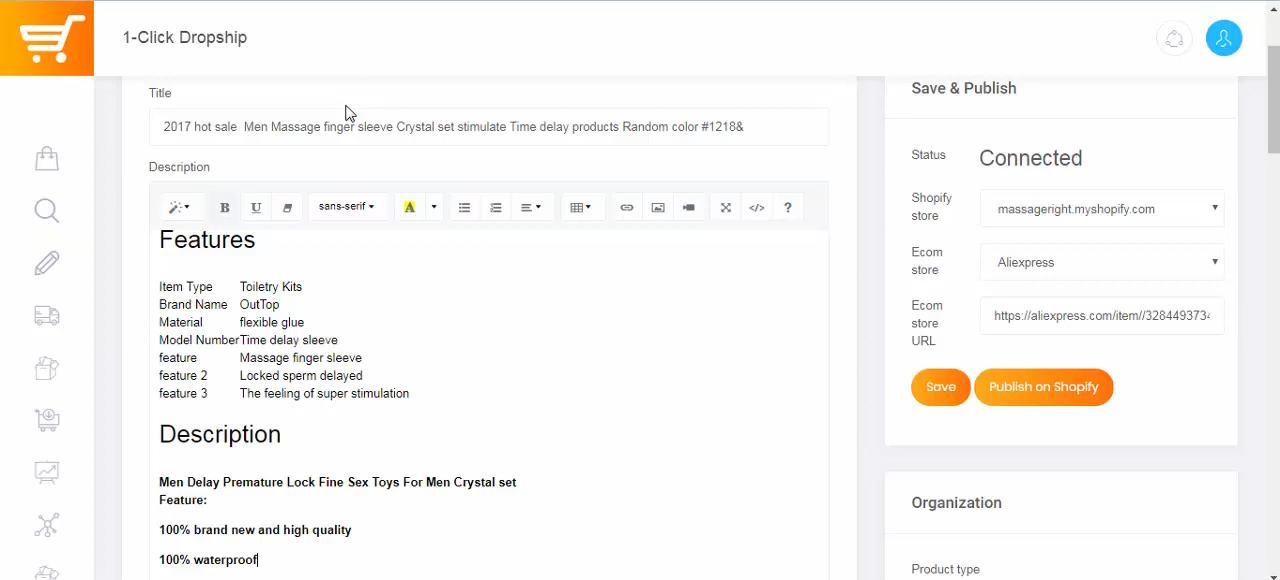 1-Click Dropship
Title
2017 hot sale  Men Massage finger sleeve Crystal set stimulate Time delay products Random color #1218&
Description
B U sans-serif A </> ?
Features
Item Type Toiletry Kits
Brand Name OutTop
Material flexible glue
Model Number Time delay sleeve
feature Massage finger sleeve
feature 2 Locked sperm delayed
feature 3 The feeling of super stimulation
Description
Men Delay Premature Lock Fine Sex Toys For Men Crystal set
Feature:
100% brand new and high quality
100% waterproof
Save & Publish
Status Connected
Shopify
store
massageright.myshopify.com
Ecom
store
Aliexpress
Ecom
store
URL
https://aliexpress.com/item//3284493734
Save Publish on Shopify
Organization
Product type